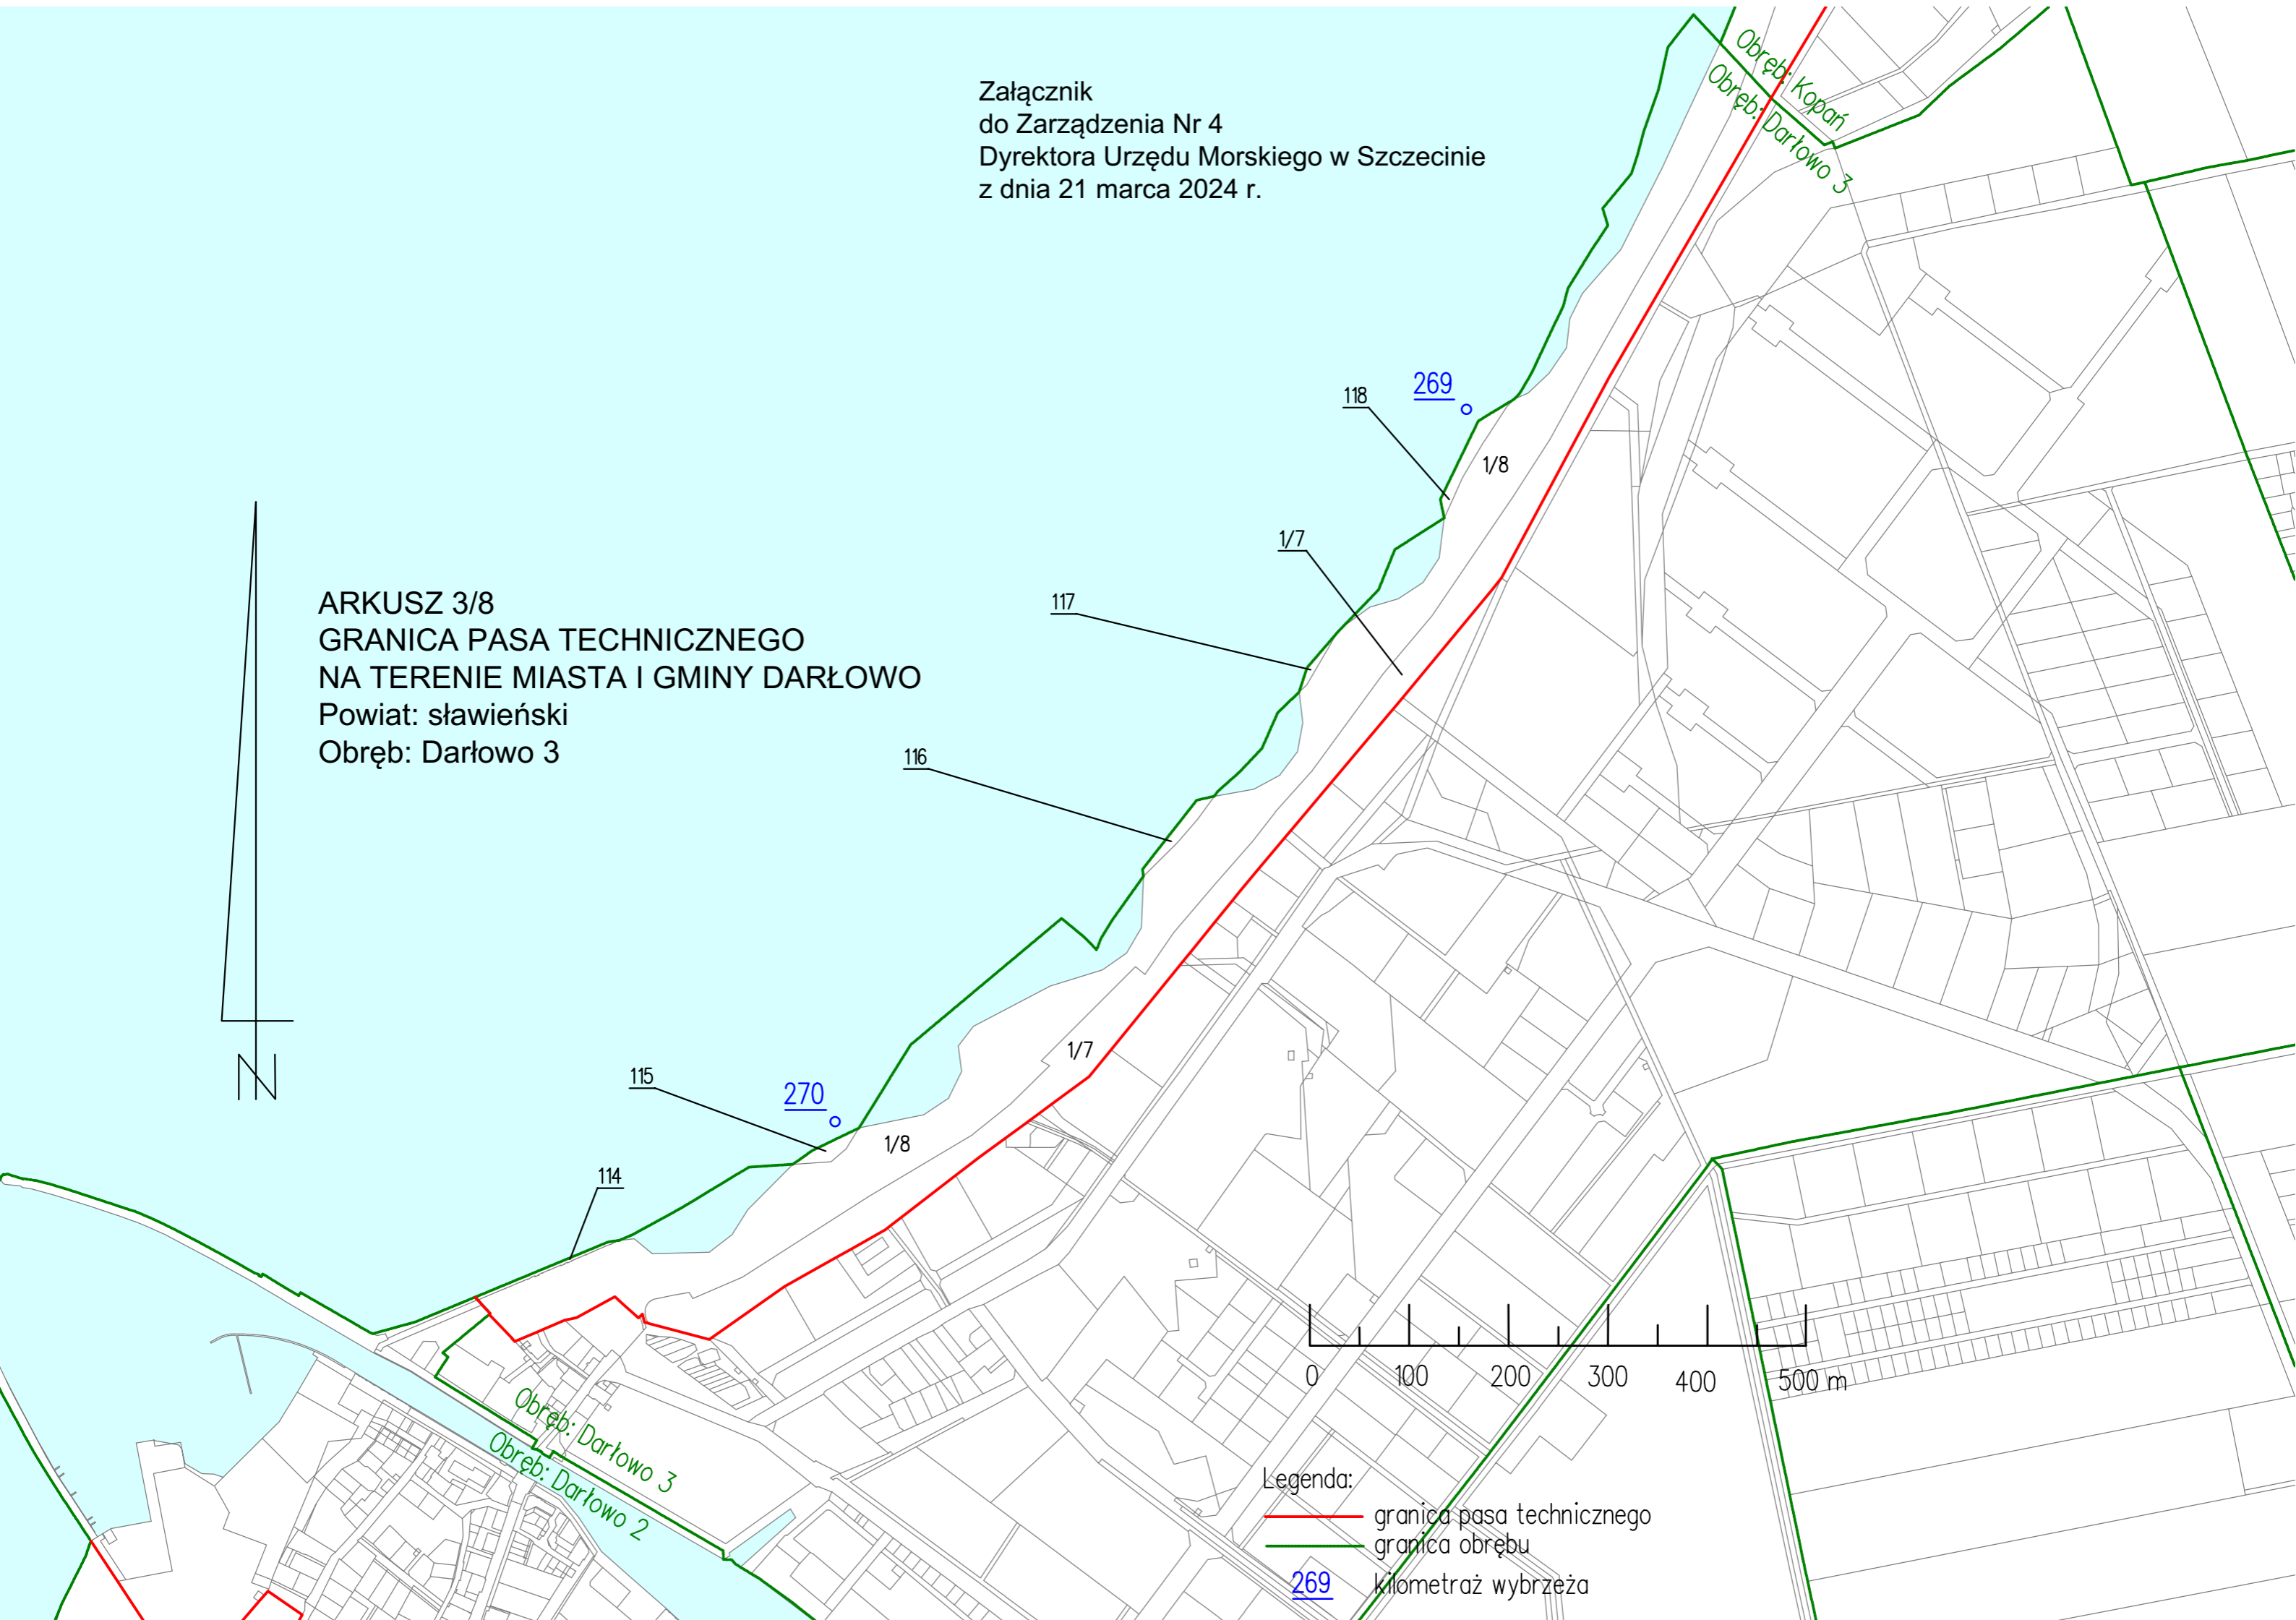 Załącznik
do Zarządzenia Nr 4
Dyrektora Urzędu Morskiego w Szczecinie
z dnia 21 marca 2024 r.
Obręb: Kopań
Obręb: Darłowo 3
269
118
1/8
1/7
117
116
ARKUSZ 3/8
GRANICA PASA TECHNICZNEGO
NA TERENIE MIASTA I GMINY DARŁOWO
Powiat: sławieński
Obręb: Darłowo 3
N
1/7
115
270
1/8
114
Obręb: Darłowo 3
Obręb: Darłowo 2
0 100 200 300 400 500 m
Legenda:
granica pasa technicznego
granica obrębu
269 kilometraż wybrzeża